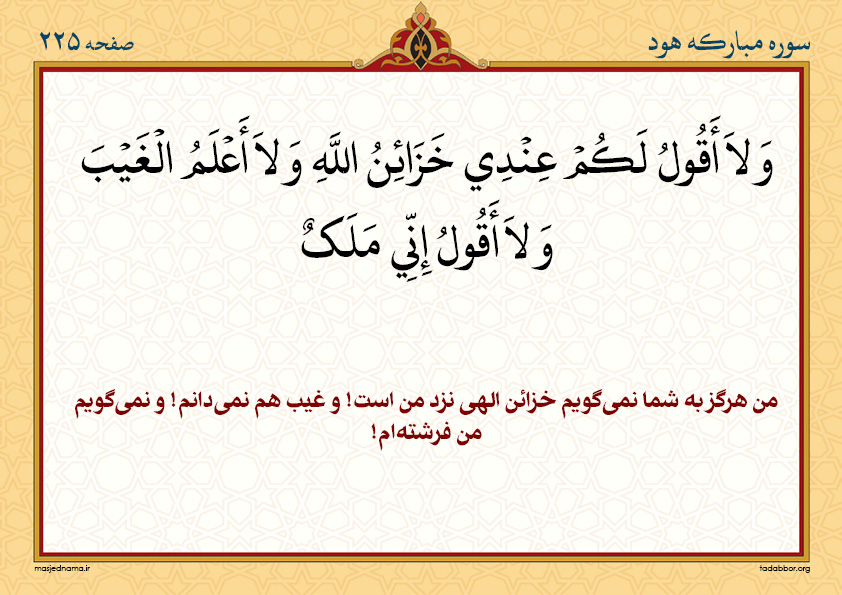 سوره مبارکه هود
صفحه ۲۲۵
وَلاَ أَقُولُ لَكُمْ عِنْدِي خَزَائِنُ اللَّهِ وَلاَ أَعْلَمُ الْغَيْبَ
وَلاَ أَقُولُ إِنِّي مَلَکٌ
من هرگز به شما نمی‌گویم خزائن الهی نزد من است! و غیب هم نمی‌دانم! و نمی‌گویم
من فرشته‌ام!
masjednama.ir
tadabbor.org